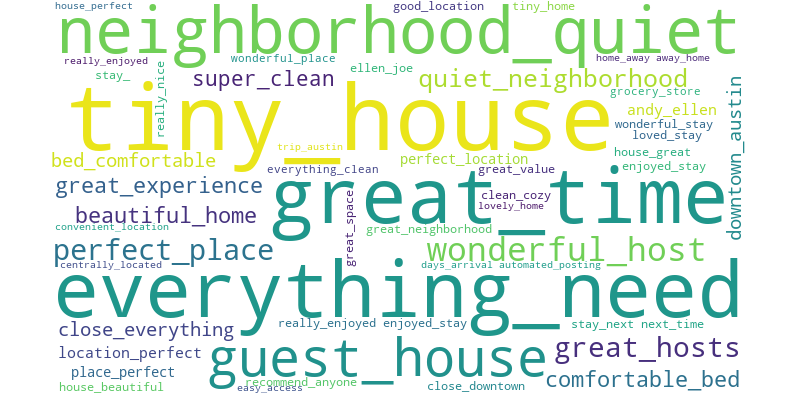 house_perfect
good_location
tiny_home
neighborhood_quiet
really_enjoyed
wonderful_place
home_away away_home
ellen_joe
stay_
really_nice
super_clean
quiet_neighborhood
grocery_store
tiny_house
andy_ellen
downtown_austin
wonderful_stay
loved_stay
trip_austin
house_great
bed_comfortable
perfect_location
enjoyed_stay
everything_clean
great_value
great_experience
great_time
clean_cozy
lovely_home
beautiful_home
great_space
convenient_location
great_neighborhood
perfect_place
wonderful_host
centrally_located
days_arrival automated_posting
everything_need
close_everything
really_enjoyed enjoyed_stay
stay_next next_time
location_perfect
guest_house
great_hosts
place_perfect
comfortable_bed
house_beautiful
recommend_anyone
easy_access
close_downtown